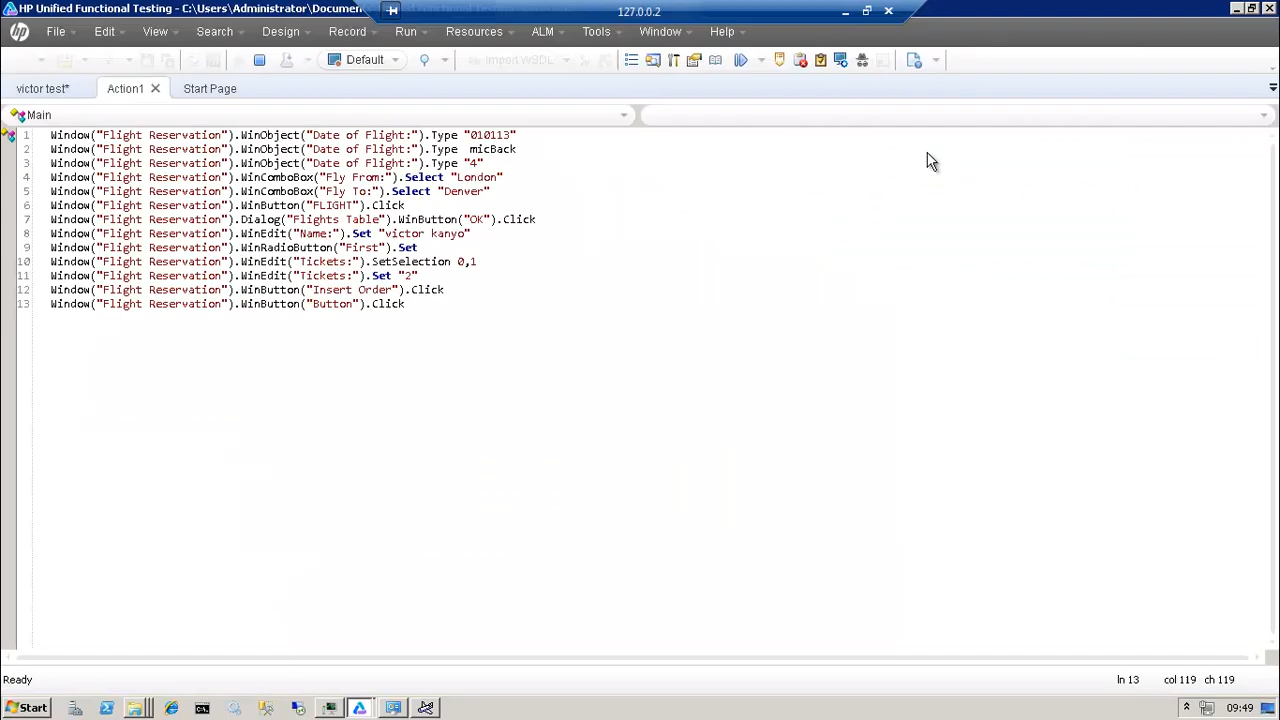 HP Unified Functional Testing - C:\Users\Administrator\Documen
127.0.0.2
File Edit View Search Design Record Run Resources ALM Tools Window Help
Default
Import WSDL
victor test* Action1 Start Page
Main
1 Window("Flight Reservation").WinObject("Date of Flight:").Type "010113"
2 Window("Flight Reservation").WinObject("Date of Flight:").Type  micBack
3 Window("Flight Reservation").WinObject("Date of Flight:").Type "4"
4 Window("Flight Reservation").WinComboBox("Fly From:").Select "London"
5 Window("Flight Reservation").WinComboBox("Fly To:").Select "Denver"
6 Window("Flight Reservation").WinButton("FLIGHT").Click
7 Window("Flight Reservation").Dialog("Flights Table").WinButton("OK").Click
8 Window("Flight Reservation").WinEdit("Name:").Set "victor kanyo"
9 Window("Flight Reservation").WinRadioButton("First").Set
10 Window("Flight Reservation").WinEdit("Tickets:").SetSelection 0,1
11 Window("Flight Reservation").WinEdit("Tickets:").Set "2"
12 Window("Flight Reservation").WinButton("Insert Order").Click
13 Window("Flight Reservation").WinButton("Button").Click
Ready
ln 13 col 119 ch 119
Start
09:49